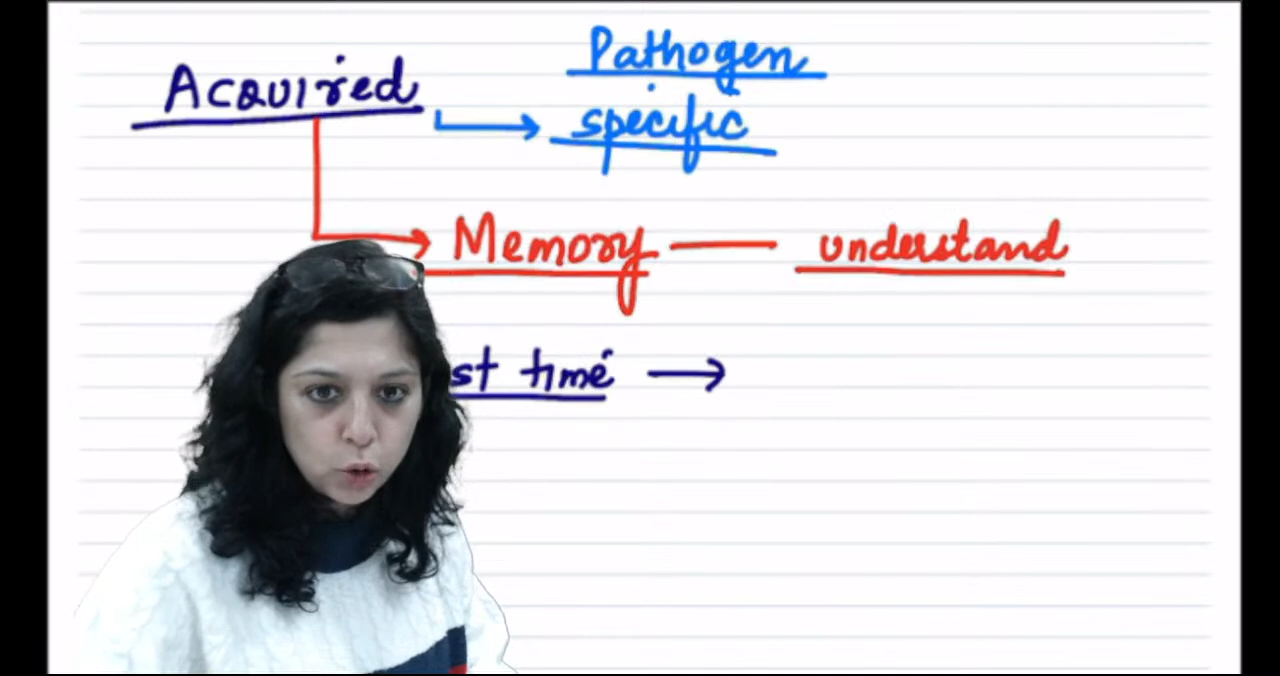 Pathogen
Acquired
specific
Memory — understand
st time →